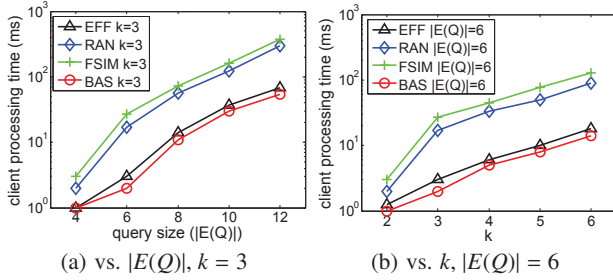 client processing time (ms)
10³
10²
10¹
10⁰
EFF k=3
RAN k=3
FSIM k=3
BAS k=3
4 6 8 10 12
query size (|E(Q)|)
(a) vs. |E(Q)|, k = 3
client processing time (ms)
10³
10²
10¹
10⁰
EFF |E(Q)|=6
RAN |E(Q)|=6
FSIM |E(Q)|=6
BAS |E(Q)|=6
2 3 4 5 6
k
(b) vs. k, |E(Q)| = 6